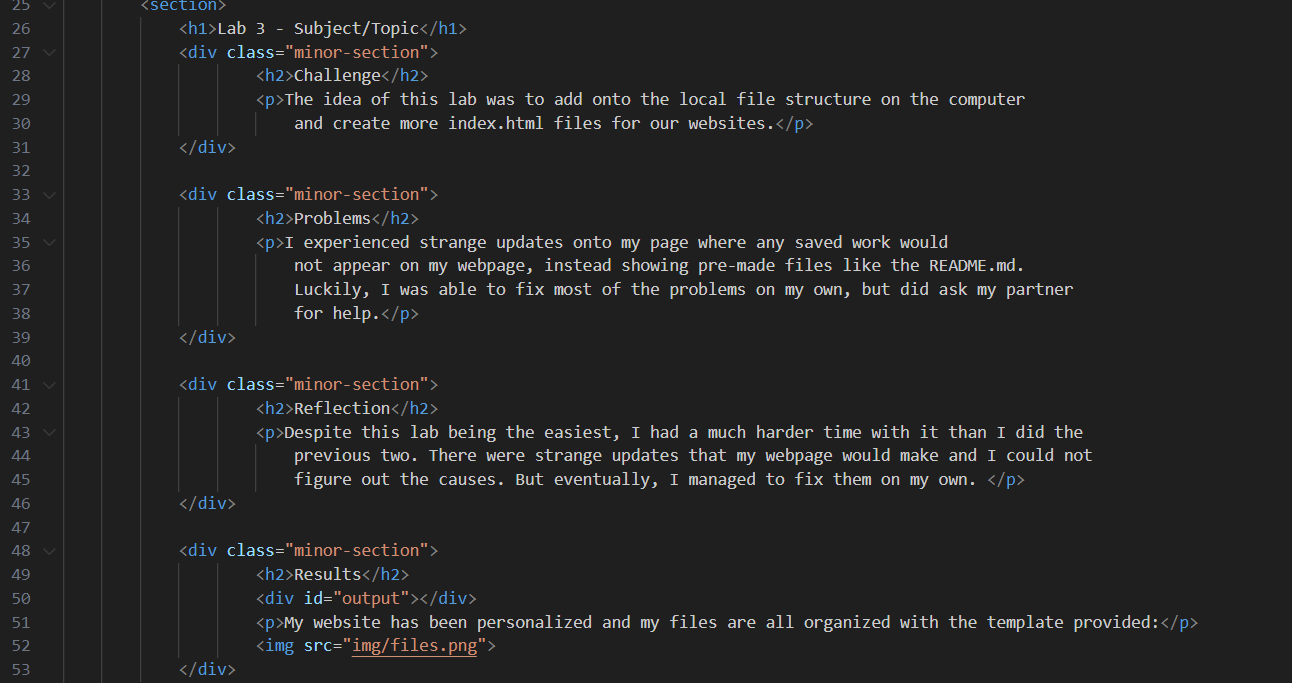 25 <section>
26 <h1>Lab 3 - Subject/Topic</h1>
27 <div class="minor-section">
28 <h2>Challenge</h2>
29 <p>The idea of this lab was to add onto the local file structure on the computer
30 and create more index.html files for our websites.</p>
31 </div>
32
33 <div class="minor-section">
34 <h2>Problems</h2>
35 <p>I experienced strange updates onto my page where any saved work would
36 not appear on my webpage, instead showing pre-made files like the README.md.
37 Luckily, I was able to fix most of the problems on my own, but did ask my partner
38 for help.</p>
39 </div>
40
41 <div class="minor-section">
42 <h2>Reflection</h2>
43 <p>Despite this lab being the easiest, I had a much harder time with it than I did the
44 previous two. There were strange updates that my webpage would make and I could not
45 figure out the causes. But eventually, I managed to fix them on my own. </p>
46 </div>
47
48 <div class="minor-section">
49 <h2>Results</h2>
50 <div id="output"></div>
51 <p>My website has been personalized and my files are all organized with the template provided:</p>
52 <img src="img/files.png">
53 </div>